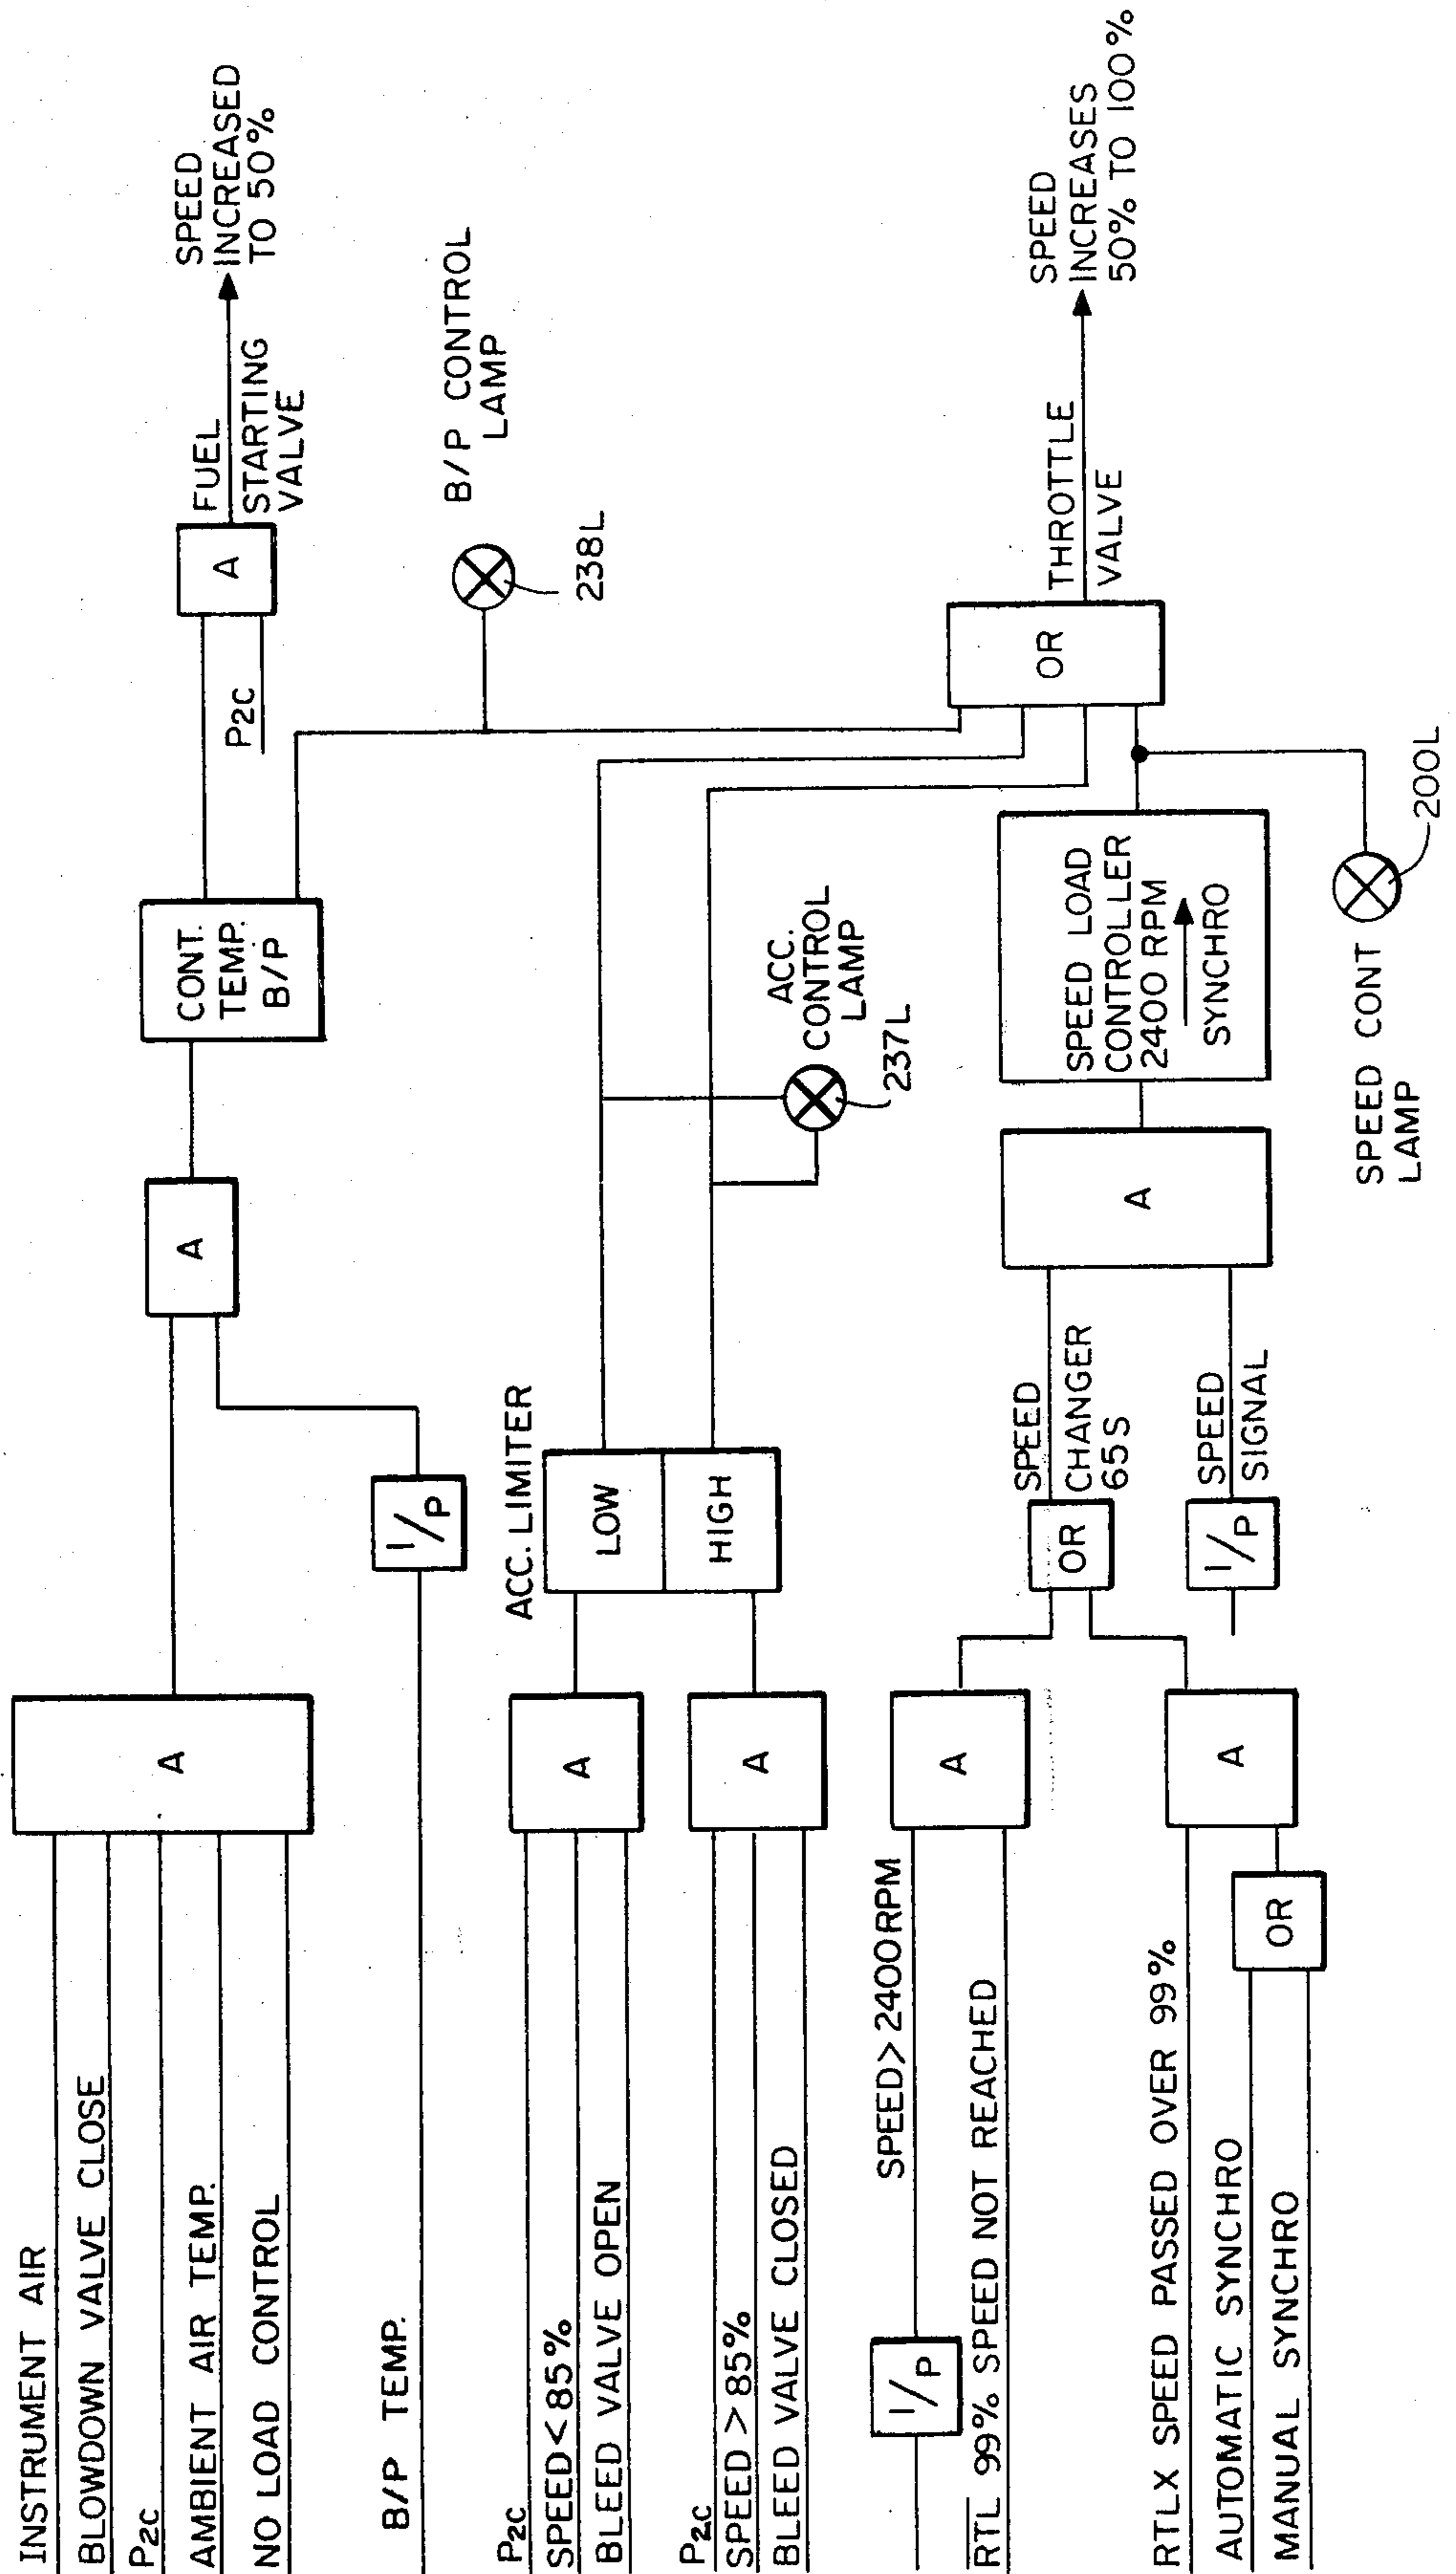 INSTRUMENT AIR
BLOWDOWN VALVE CLOSE
P2C
AMBIENT AIR TEMP.
NO LOAD CONTROL
A
B/P TEMP.
I/P
A
CONT.
TEMP.
B/P
P2C
A
FUEL
STARTING
VALVE
SPEED
INCREASED
TO 50%
B/P CONTROL
LAMP
238L
P2C
SPEED < 85%
BLEED VALVE OPEN
A
P2C
SPEED > 85%
BLEED VALVE CLOSED
A
ACC. LIMITER
LOW
HIGH
ACC.
CONTROL
LAMP
237L
I/P
SPEED > 2400 RPM
RTL 99% SPEED NOT REACHED
A
RTLX SPEED PASSED OVER 99%
AUTOMATIC SYNCHRO
MANUAL SYNCHRO
OR
A
OR
SPEED
CHANGER
65S
I/P
SPEED
SIGNAL
A
SPEED LOAD
CONTROLLER
2400 RPM
SYNCHRO
SPEED CONT
LAMP
200L
OR
THROTTLE
VALVE
SPEED
INCREASES
50% TO 100%